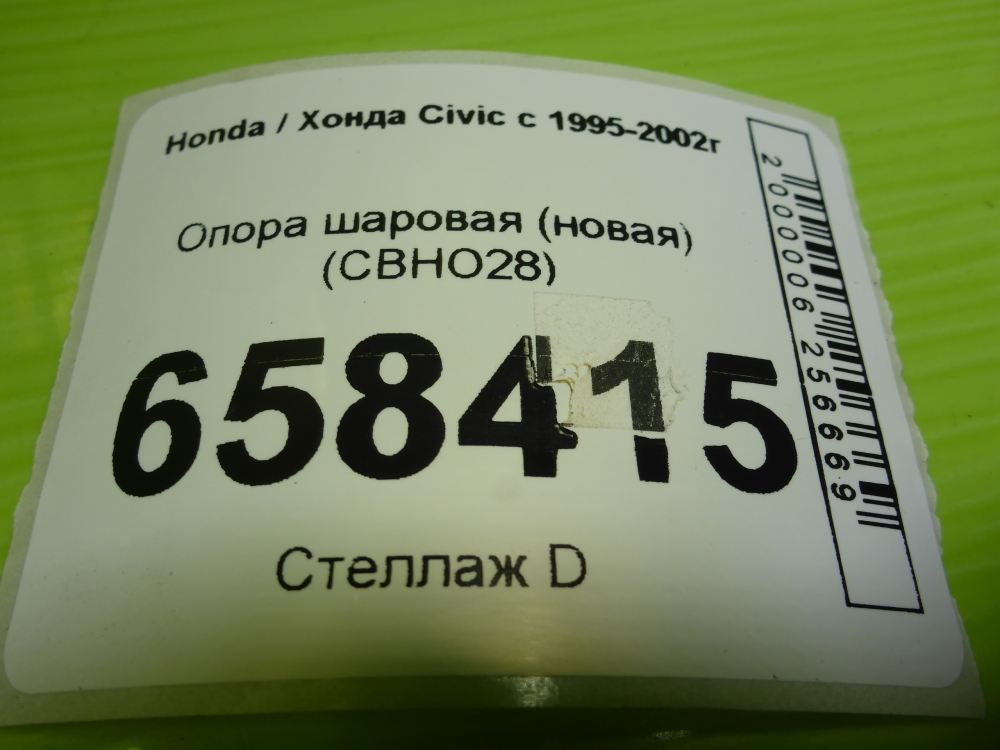 Honda / Хонда Civic с 1995-2002г
Опора шаровая (новая)
(CBHO28)
658415
Стеллаж D
2000006256669